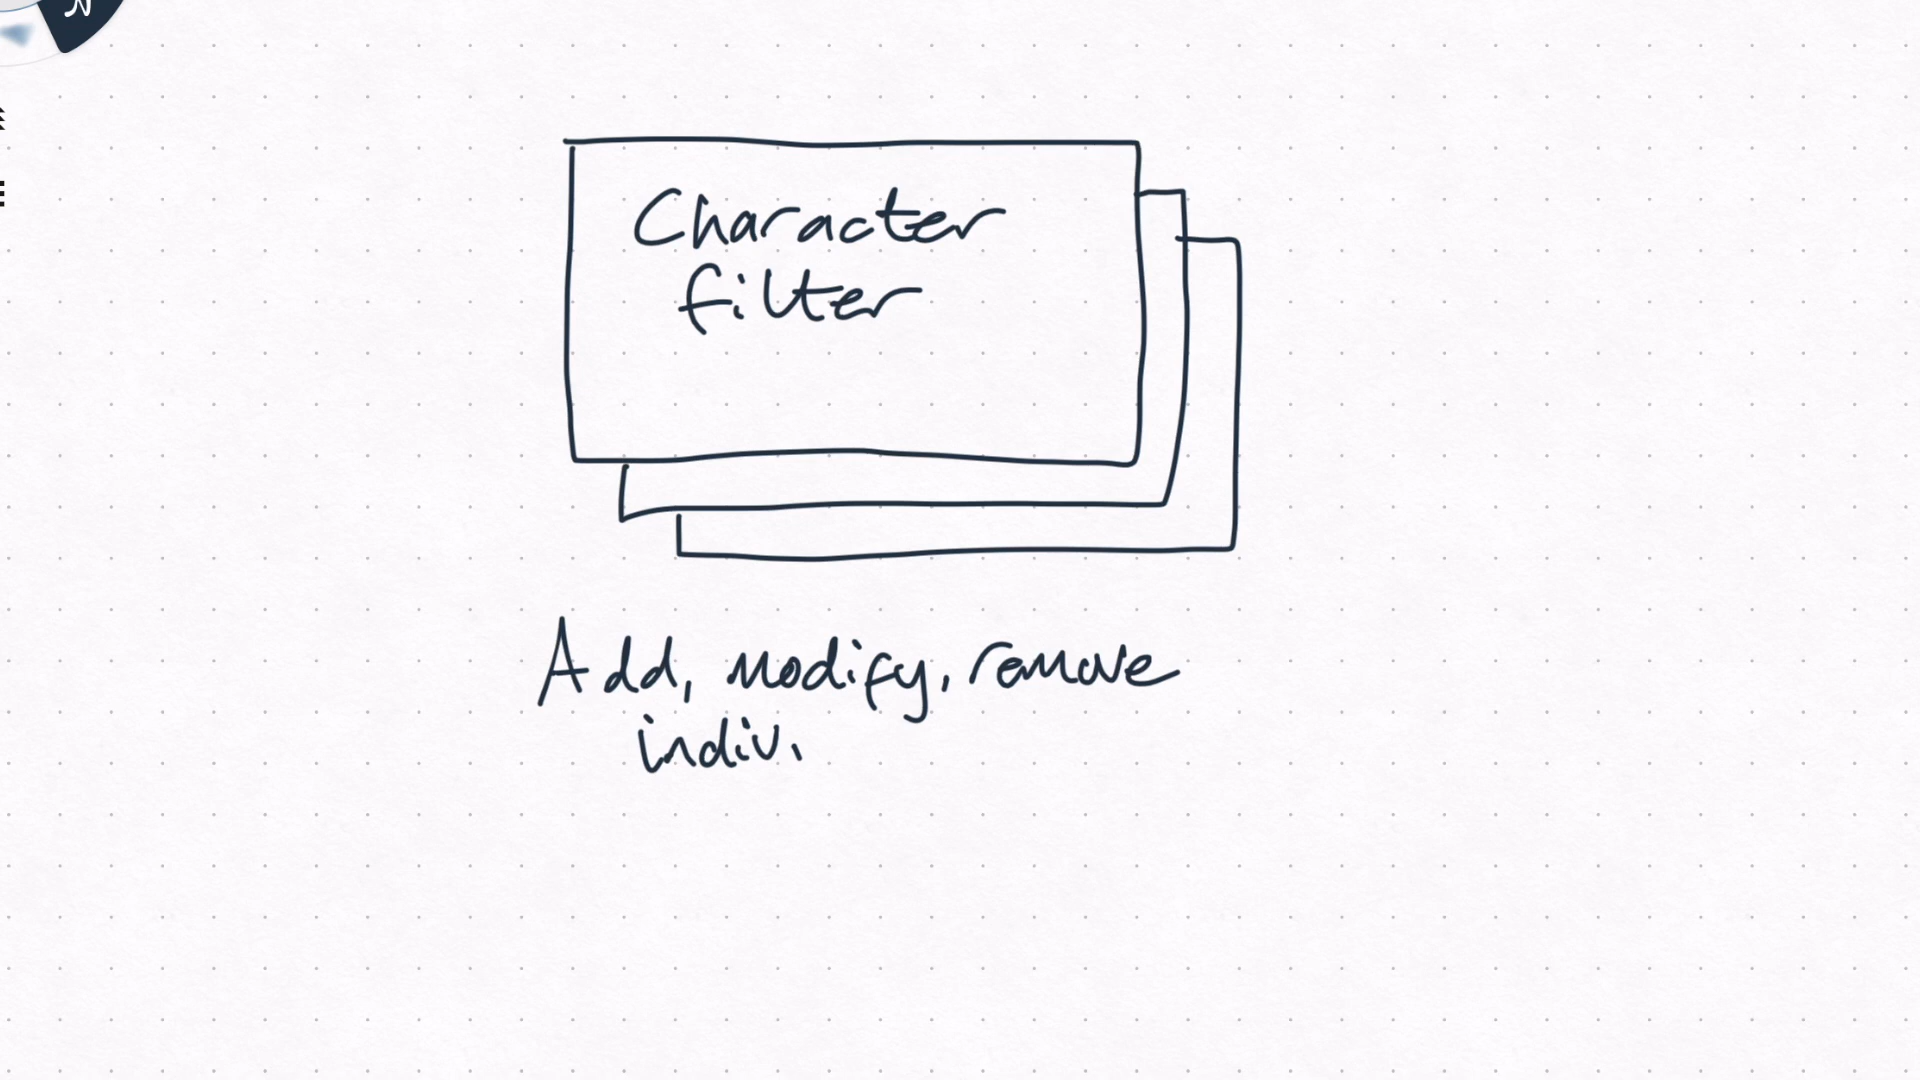 Character
filter
Add, modify, remove
indiv.